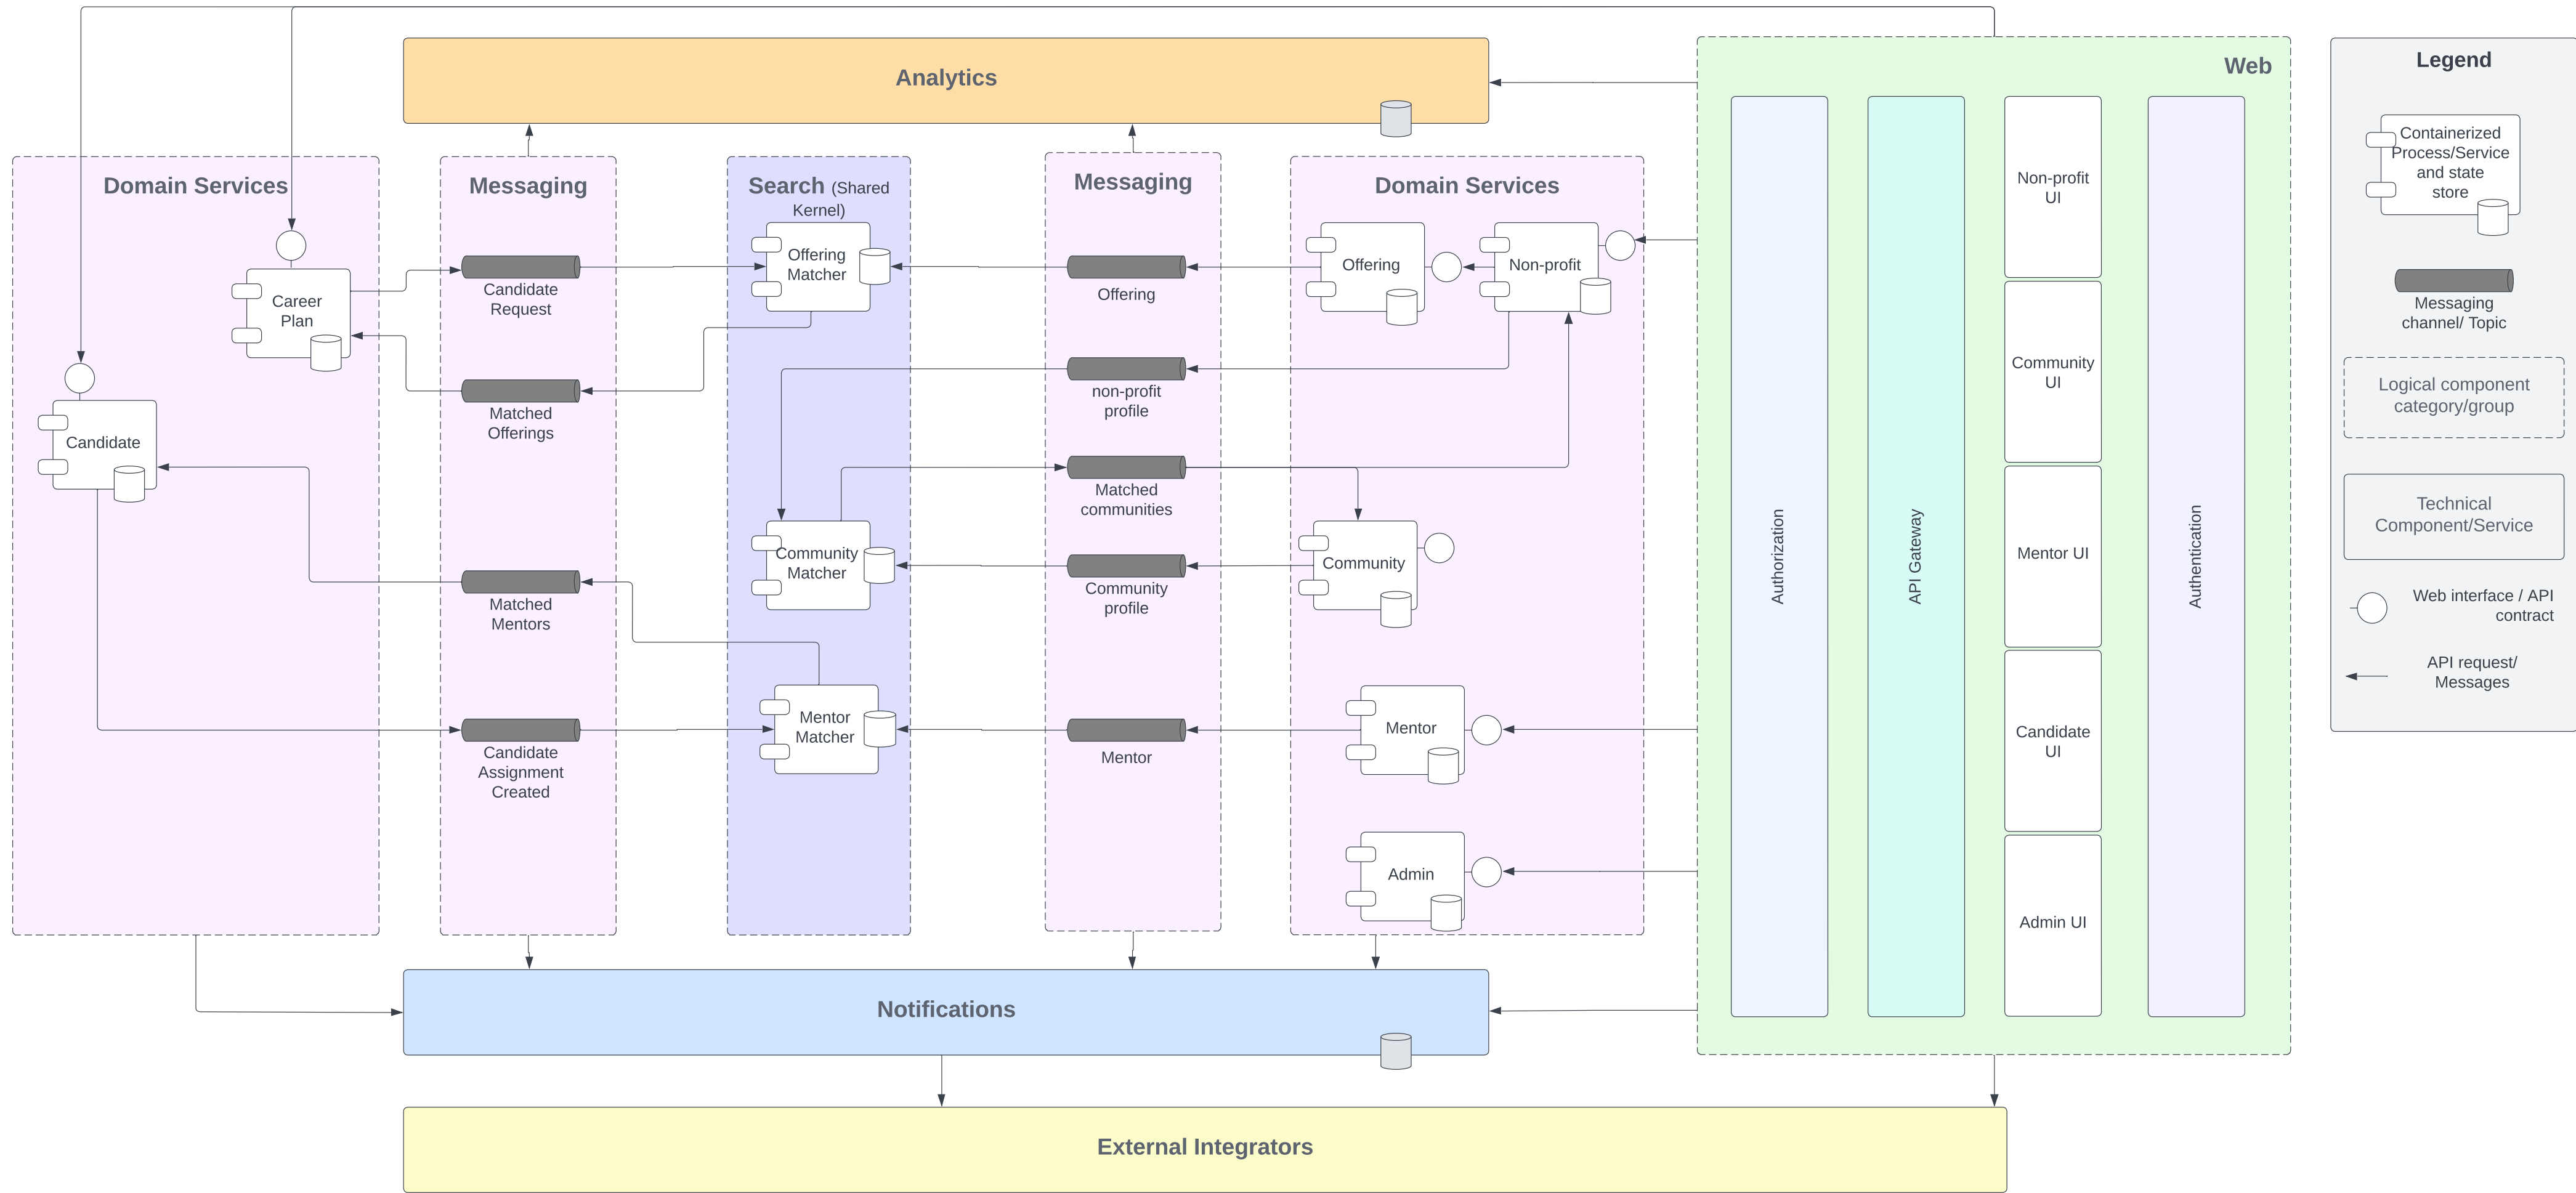 Analytics
Web
Legend
Domain Services
Messaging
Search (Shared
Kernel)
Messaging
Domain Services
Career
Plan
Candidate
Candidate
Request
Matched
Offerings
Matched
Mentors
Candidate
Assignment
Created
Offering
Matcher
Community
Matcher
Mentor
Matcher
Offering
non-profit
profile
Matched
communities
Community
profile
Mentor
Offering
Non-profit
Community
Mentor
Admin
Authorization
API Gateway
Non-profit
UI
Community
UI
Mentor UI
Candidate
UI
Admin UI
Authentication
Containerized
Process/Service
and state
store
Messaging
channel/ Topic
Logical component
category/group
Technical
Component/Service
Web interface / API
contract
API request/
Messages
Notifications
External Integrators